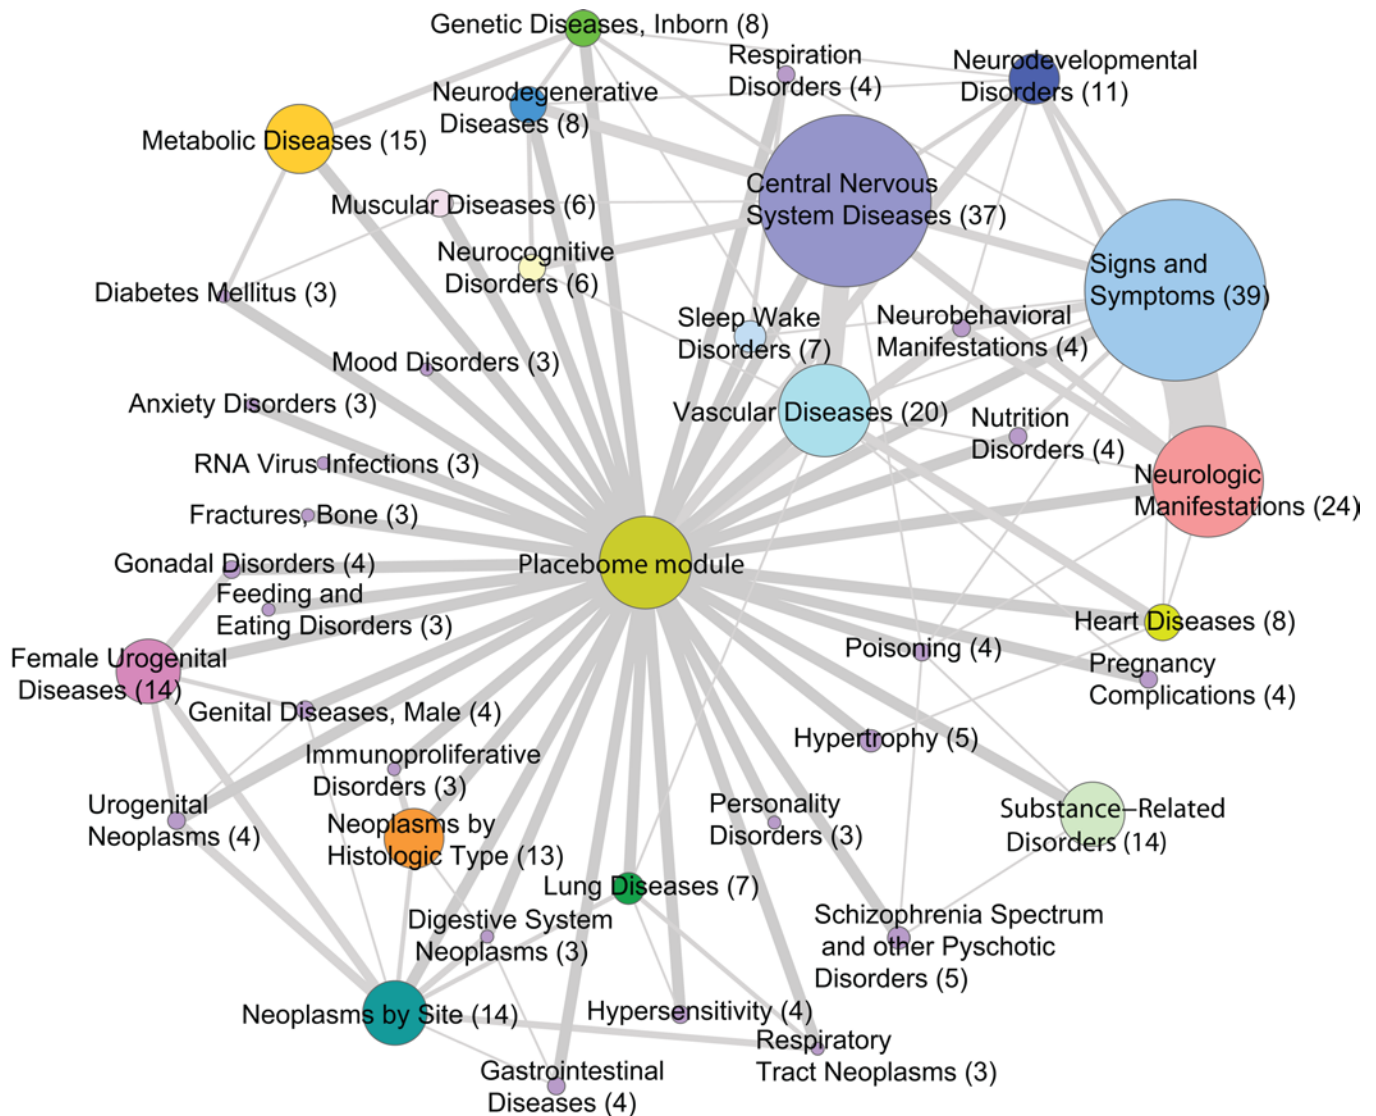 Genetic Diseases, Inborn (8)
Respiration
Disorders (4)
Neurodevelopmental
Disorders (11)
Neurodegenerative
Diseases (8)
Metabolic Diseases (15)
Central Nervous
System Diseases (37)
Muscular Diseases (6)
Neurocognitive
Disorders (6)
Signs and
Symptoms (39)
Diabetes Mellitus (3)
Sleep Wake
Disorders (7)
Neurobehavioral
Manifestations (4)
Mood Disorders (3)
Anxiety Disorders (3)
Vascular Diseases (20)
Nutrition
Disorders (4)
RNA Virus Infections (3)
Neurologic
Manifestations (24)
Fractures, Bone (3)
Gonadal Disorders (4)
Placebome module
Feeding and
Eating Disorders (3)
Heart Diseases (8)
Female Urogenital
Diseases (14)
Poisoning (4)
Pregnancy
Complications (4)
Genital Diseases, Male (4)
Hypertrophy (5)
Immunoproliferative
Disorders (3)
Urogenital
Neoplasms (4)
Personality
Disorders (3)
Substance–Related
Disorders (14)
Neoplasms by
Histologic Type (13)
Lung Diseases (7)
Digestive System
Neoplasms (3)
Schizophrenia Spectrum
and other Pyschotic
Disorders (5)
Neoplasms by Site (14)
Hypersensitivity (4)
Respiratory
Tract Neoplasms (3)
Gastrointestinal
Diseases (4)